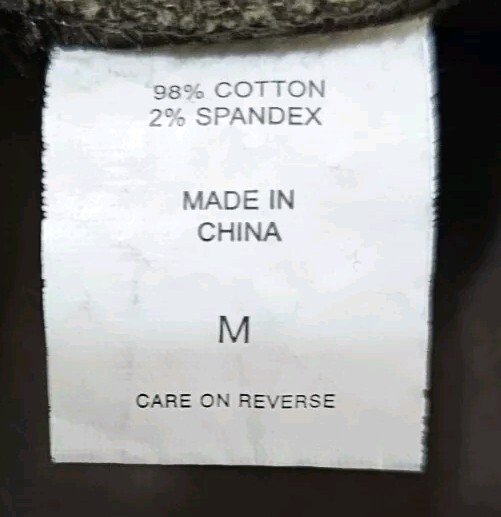 98% COTTON
2% SPANDEX
MADE IN
CHINA
M
CARE ON REVERSE